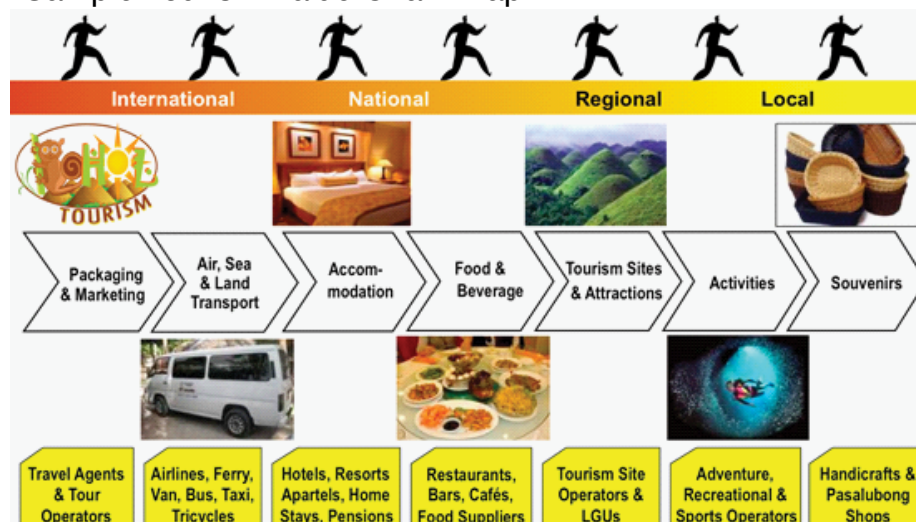 International National Regional Local
BOHOL
TOURISM
Packaging
& Marketing
Air, Sea
& Land
Transport
Accom-
modation
Food &
Beverage
Tourism Sites
& Attractions
Activities
Souvenirs
Travel Agents
& Tour
Operators
Airlines, Ferry,
Van, Bus, Taxi,
Tricycles
Hotels, Resorts
Apartels, Home
Stays, Pensions
Restaurants,
Bars, Cafés,
Food Suppliers
Tourism Site
Operators &
LGUs
Adventure,
Recreational &
Sports Operators
Handicrafts &
Pasalubong
Shops